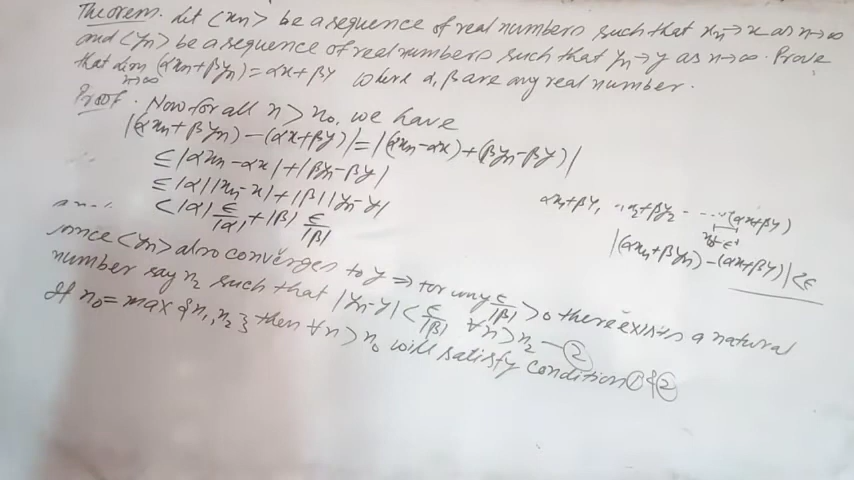 Theorem. Let <xn> be a sequence of real numbers such that xn→x as n→∞
and <yn> be a sequence of real numbers such that yn→y as n→∞. Prove
that lim n→∞ (αxn+βyn)=αx+βy where α, β are any real number.
Proof. Now for all n>n0, we have
|(αxn+βyn)-(αx+βy)|=|(αxn-αx)+(βyn-βy)|
≤|αxn-αx|+|βyn-βy|
≤|α||xn-x|+|β||yn-y|
<|α| ε/|α| + |β| ε/|β|
αx1+βy1 x2+βy2 ----- (αx+βy)
|(αxn+βyn)-(αx+βy)|<ε
since <yn> also converges to y ⇒ for any ε/|β| >0 there exists a natural
number say n2 such that |yn-y|< ε/|β| ∀n>n2 —②
If n0=max{n1,n2} then ∀n>n0 will satisfy condition ①&②